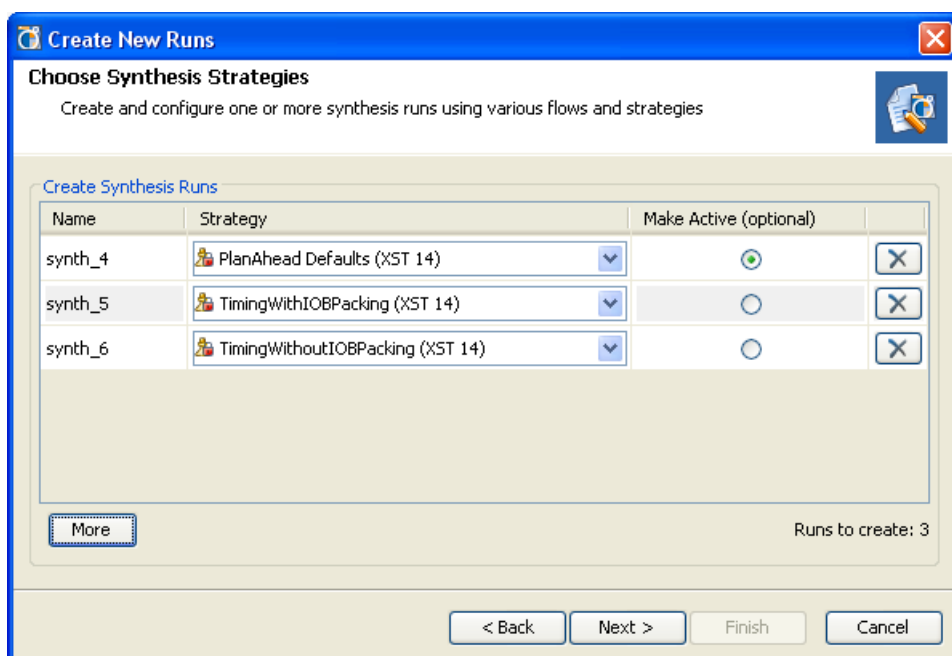 Create New Runs
Choose Synthesis Strategies
Create and configure one or more synthesis runs using various flows and strategies
Create Synthesis Runs
Name Strategy Make Active (optional)
synth_4 PlanAhead Defaults (XST 14)
synth_5 TimingWithIOBPacking (XST 14)
synth_6 TimingWithoutIOBPacking (XST 14)
More Runs to create: 3
< Back Next > Finish Cancel